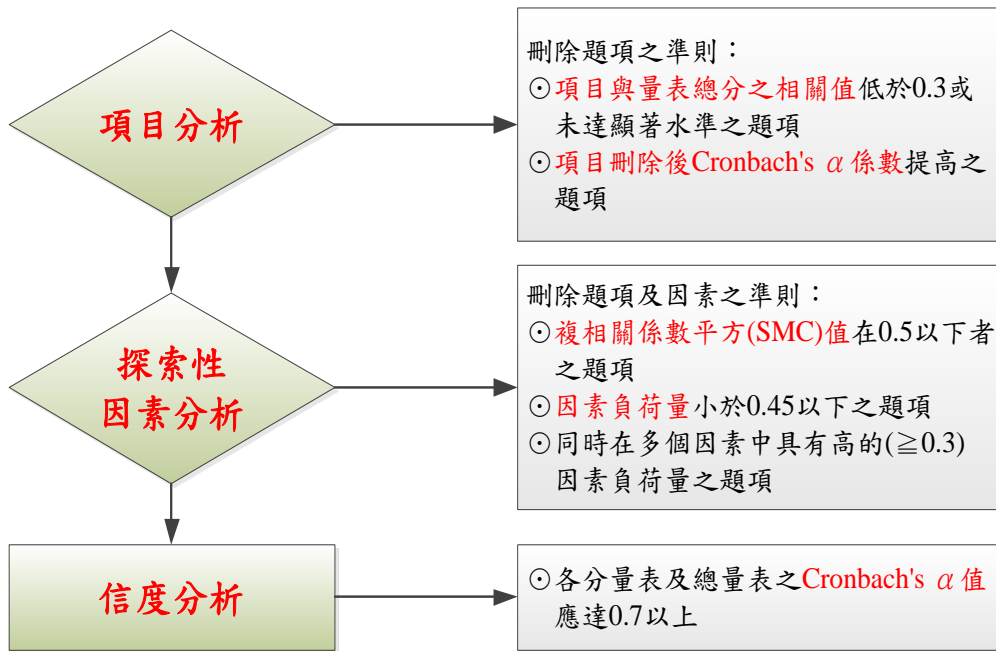 項目分析
刪除題項之準則：
⊙項目與量表總分之相關值低於0.3或
未達顯著水準之題項
⊙項目刪除後Cronbach's α係數提高之
題項
探索性
因素分析
刪除題項及因素之準則：
⊙複相關係數平方(SMC)值在0.5以下者
之題項
⊙因素負荷量小於0.45以下之題項
⊙同時在多個因素中具有高的(≧0.3)
因素負荷量之題項
信度分析
⊙各分量表及總量表之Cronbach's α值
應達0.7以上